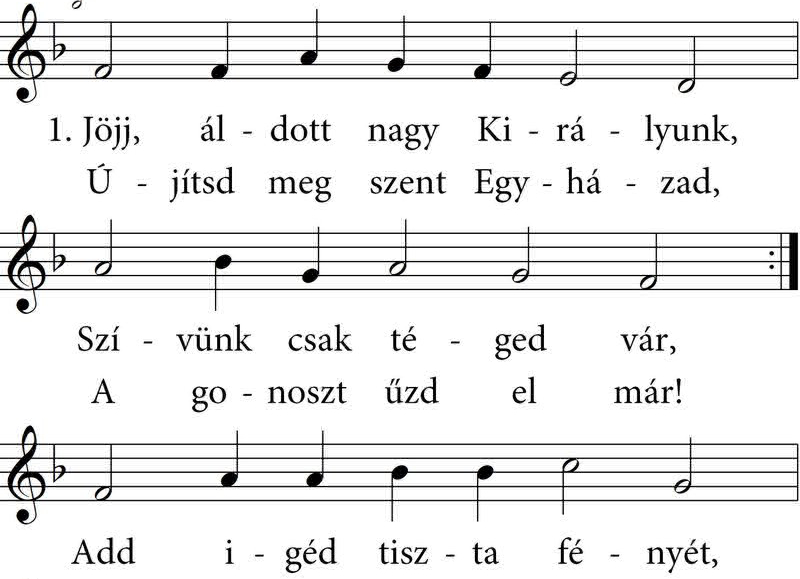 1. Jöjj, ál - dott nagy Ki - rá - lyunk,
Ú - jítsd meg szent Egy - há - zad,
Szí - vünk csak té - ged vár,
A go - noszt űzd el már!
Add i - géd tisz - ta fé - nyét,